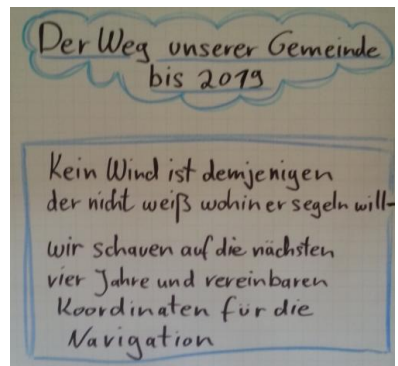 Der Weg unserer Gemeinde
bis 2019
Kein Wind ist demjenigen
der nicht weiß wohin er segeln will-
wir schauen auf die nächsten
vier Jahre und vereinbaren
Koordinaten für die
Navigation